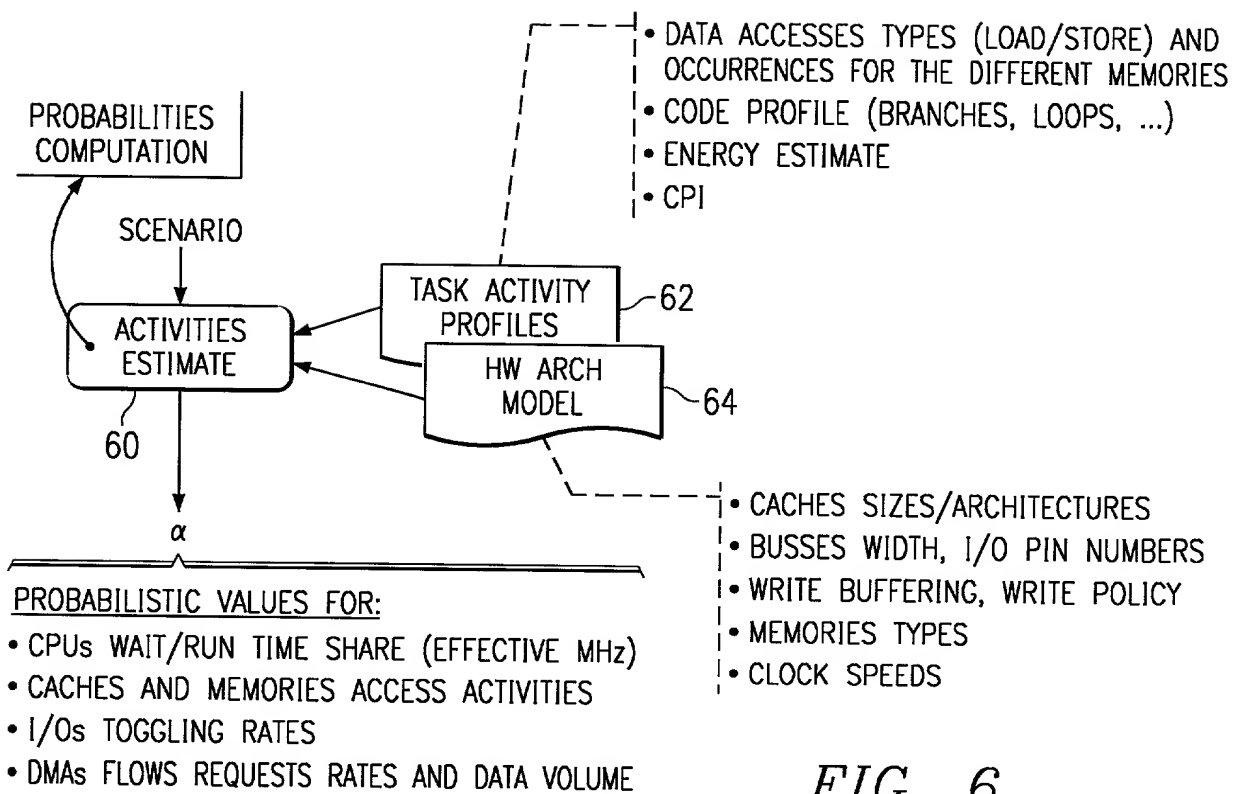 • DATA ACCESSES TYPES (LOAD/STORE) AND
OCCURRENCES FOR THE DIFFERENT MEMORIES
• CODE PROFILE (BRANCHES, LOOPS, ...)
• ENERGY ESTIMATE
• CPI
PROBABILITIES
COMPUTATION
SCENARIO
TASK ACTIVITY
PROFILES
62
ACTIVITIES
ESTIMATE
60
HW ARCH
MODEL
64
• CACHES SIZES/ARCHITECTURES
• BUSSES WIDTH, I/O PIN NUMBERS
• WRITE BUFFERING, WRITE POLICY
• MEMORIES TYPES
• CLOCK SPEEDS
α
PROBABILISTIC VALUES FOR:
• CPUs WAIT/RUN TIME SHARE (EFFECTIVE MHz)
• CACHES AND MEMORIES ACCESS ACTIVITIES
• I/Os TOGGLING RATES
• DMAs FLOWS REQUESTS RATES AND DATA VOLUME
FIG. 6